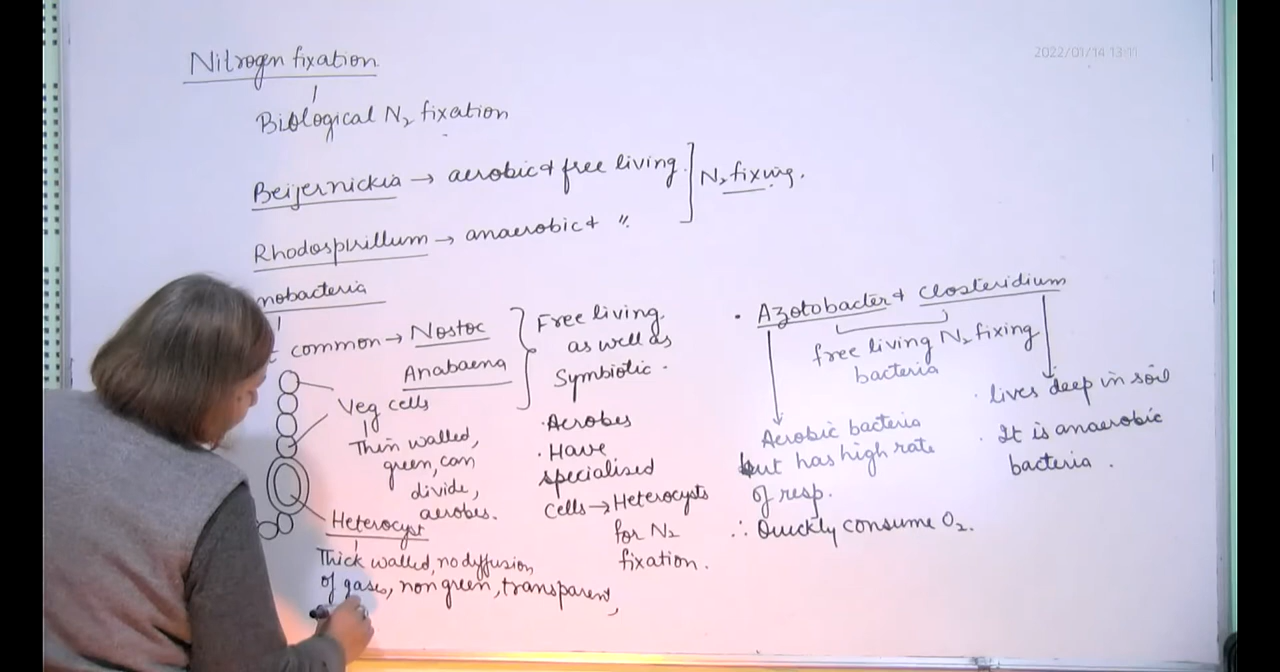 2022/01/14 13:11
Nitrogen fixation
Biological N₂ fixation
Beijernickia → aerobic & free living
N₂ fixing.
Rhodospirillum → anaerobic & "
nobacteria
common → Nostoc
Anabaena
Free living
as well as
Symbiotic.
Veg cells
Thin walled,
green, can
divide,
aerobes.
Heterocyst
Thick walled, no diffusion
of gases, non green, transparent,
· Aerobes
· Have
specialised
cells → Heterocysts
for N₂
fixation.
· Azotobacter & Closteridium
free living N₂ fixing
bacteria
Aerobic bacteria
but has high rate
of resp.
∴ Quickly consume O₂.
· lives deep in soil
· It is anaerobic
bacteria.